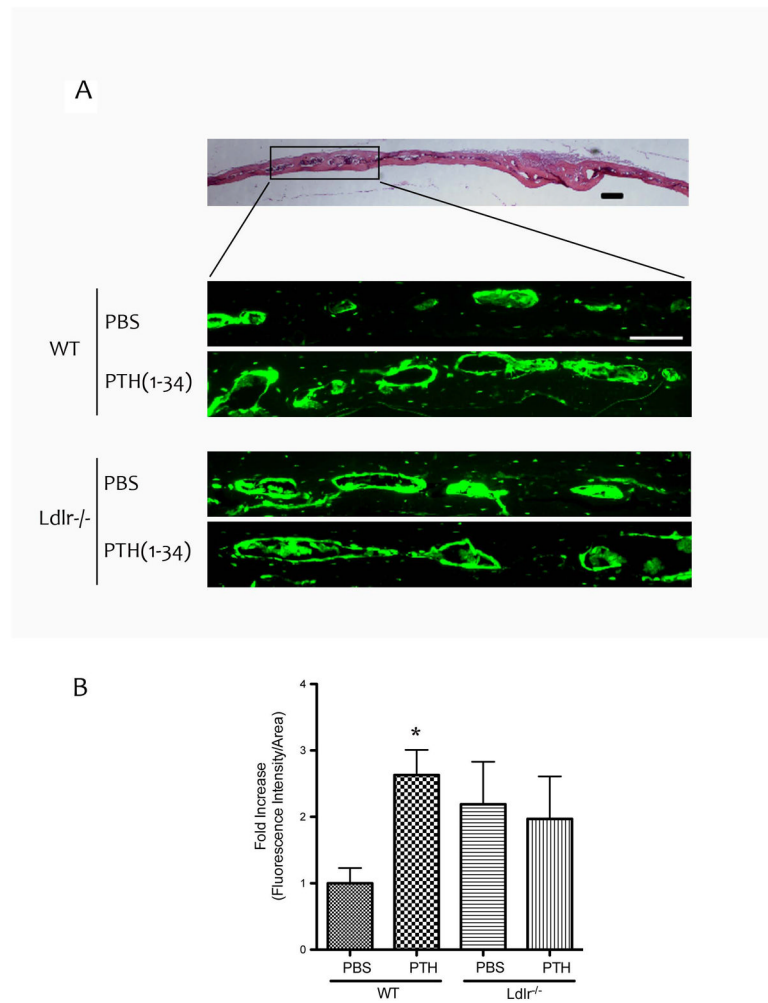 A
WT
PBS
PTH(1-34)
Ldlr-/-
PBS
PTH(1-34)
B
Fold Increase
(Fluorescence Intensity/Area)
4
3
2
1
0
*
PBS
PTH
PBS
PTH
WT
Ldlr-/-